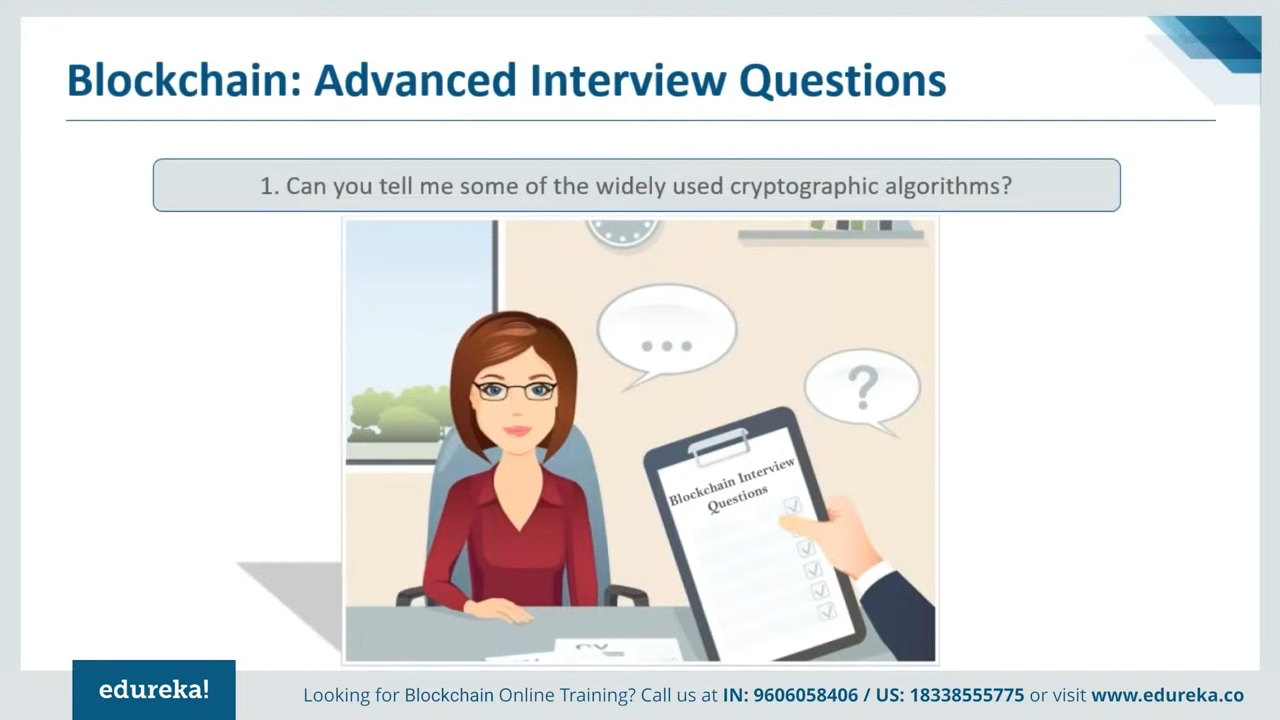 Blockchain: Advanced Interview Questions
1. Can you tell me some of the widely used cryptographic algorithms?
...
?
Blockchain Interview
Questions
edureka!
Looking for Blockchain Online Training? Call us at IN: 9606058406 / US: 18338555775 or visit www.edureka.co